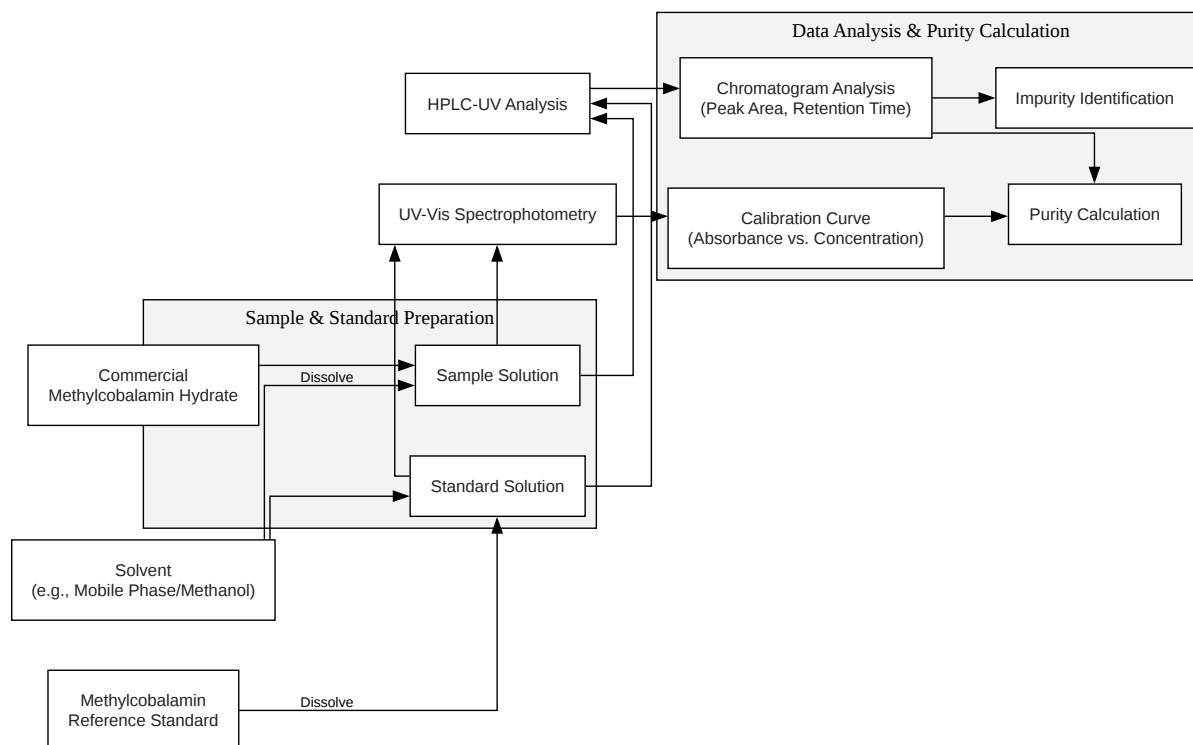 Data Analysis & Purity Calculation
HPLC-UV Analysis
Chromatogram Analysis
(Peak Area, Retention Time)
Impurity Identification
UV-Vis Spectrophotometry
Calibration Curve
(Absorbance vs. Concentration)
Purity Calculation
Sample & Standard Preparation
Commercial
Methylcobalamin Hydrate
Dissolve
Sample Solution
Standard Solution
Solvent
(e.g., Mobile Phase/Methanol)
Methylcobalamin
Reference Standard
Dissolve